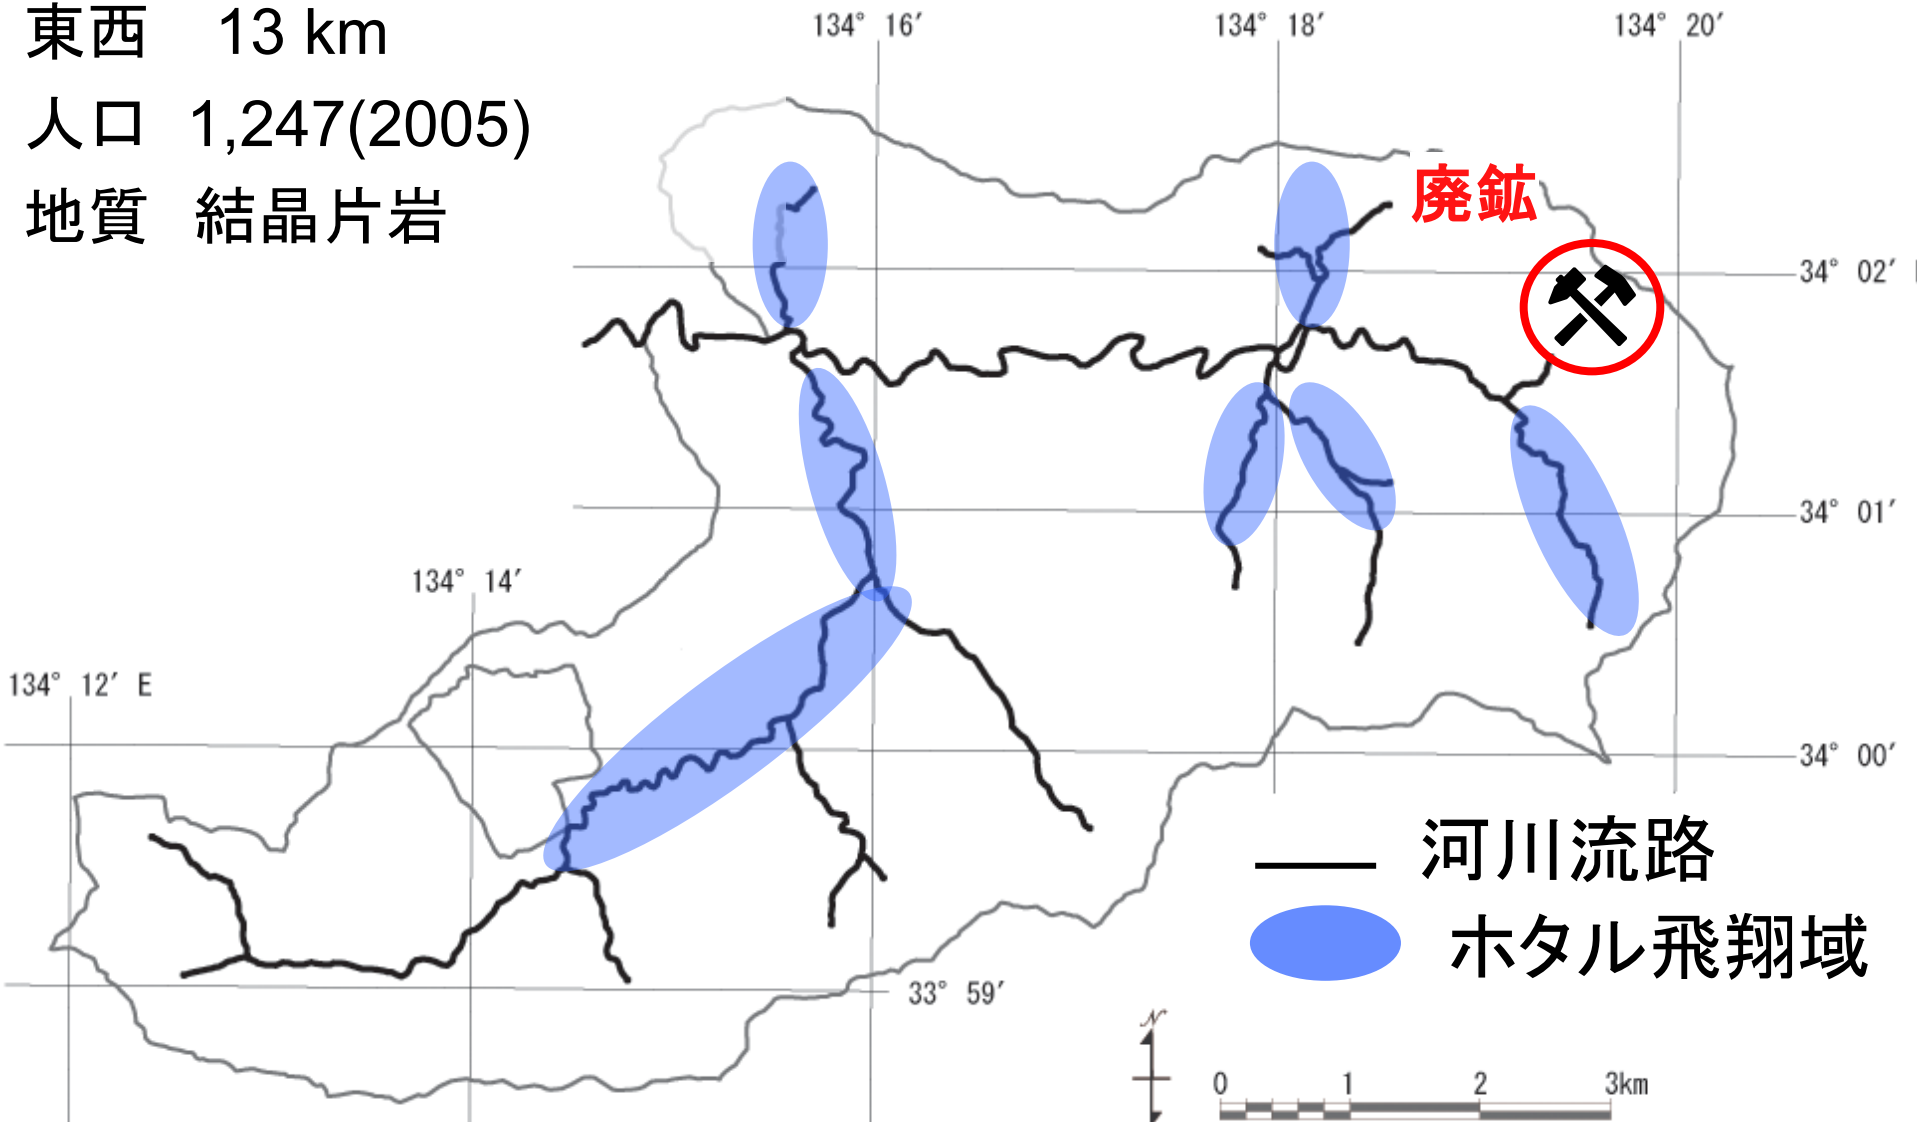 東西 13 km
人口 1,247(2005)
地質 結晶片岩
134° 16′
134° 18′
134° 20′
廃鉱
34° 02′
34° 01′
134° 14′
134° 12′ E
34° 00′
河川流路
ホタル飛翔域
33° 59′
N
0 1 2 3km